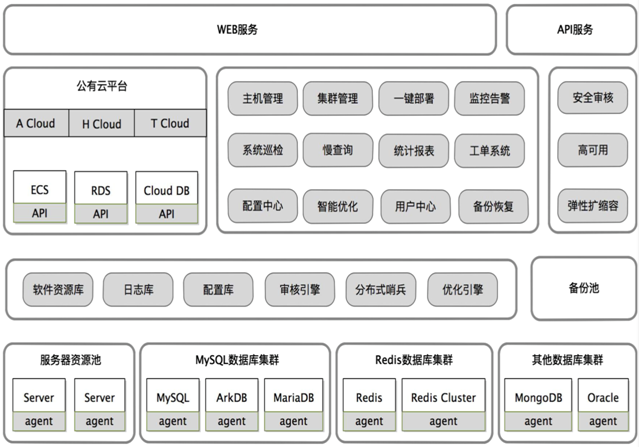 WEB服务
API服务
公有云平台
A Cloud
H Cloud
T Cloud
ECS
API
RDS
API
Cloud DB
API
主机管理
集群管理
一键部署
监控告警
系统巡检
慢查询
统计报表
工单系统
配置中心
智能优化
用户中心
备份恢复
安全审核
高可用
弹性扩缩容
软件资源库
日志库
配置库
审核引擎
分布式哨兵
优化引擎
备份池
服务器资源池
Server
agent
Server
agent
MySQL数据库集群
MySQL
agent
ArkDB
agent
MariaDB
agent
Redis数据库集群
Redis
agent
Redis Cluster
agent
其他数据库集群
MongoDB
agent
Oracle
agent